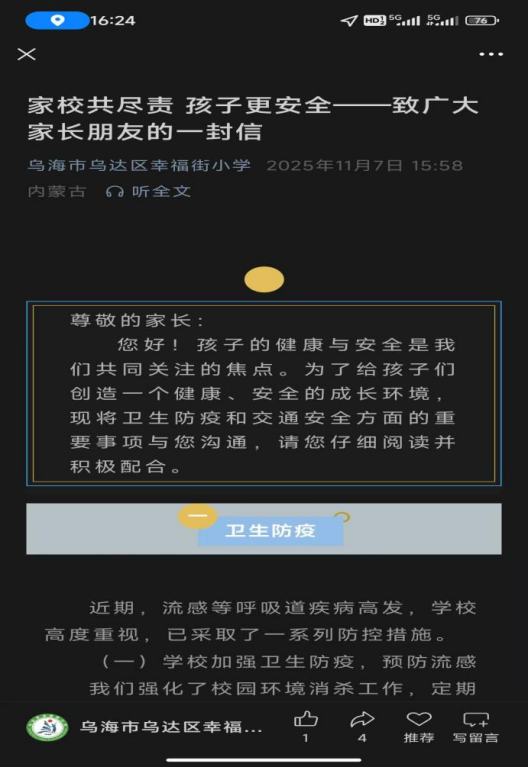 16:24
HD 5G 5G 76
家校共尽责 孩子更安全——致广大
家长朋友的一封信
乌海市乌达区幸福街小学 2025年11月7日 15:58
内蒙古 听全文
尊敬的家长：
您好！孩子的健康与安全是我
们共同关注的焦点。为了给孩子们
创造一个健康、安全的成长环境，
现将卫生防疫和交通安全方面的重
要事项与您沟通，请您仔细阅读并
积极配合。
一
卫生防疫
近期，流感等呼吸道疾病高发，学校
高度重视，已采取了一系列防控措施。
（一）学校加强卫生防疫，预防流感
我们强化了校园环境消杀工作，定期
乌海市乌达区幸福... 1 4 推荐 写留言